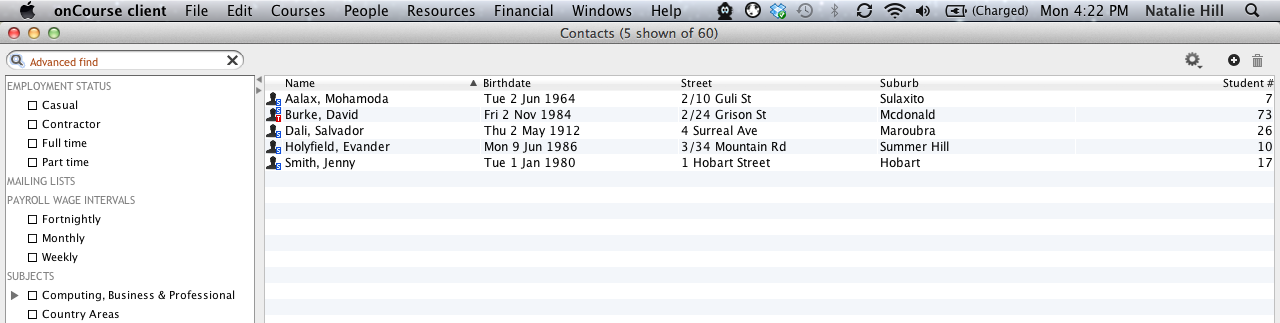 onCourse client File Edit Courses People Resources Financial Windows Help (Charged) Mon 4:22 PM Natalie Hill
Contacts (5 shown of 60)
Advanced find
EMPLOYMENT STATUS
Casual
Contractor
Full time
Part time
MAILING LISTS
PAYROLL WAGE INTERVALS
Fortnightly
Monthly
Weekly
SUBJECTS
Computing, Business & Professional
Country Areas
Name Birthdate Street Suburb Student #
Aalax, Mohamoda Tue 2 Jun 1964 2/10 Guli St Sulaxito 7
Burke, David Fri 2 Nov 1984 2/24 Grison St Mcdonald 73
Dali, Salvador Thu 2 May 1912 4 Surreal Ave Maroubra 26
Holyfield, Evander Mon 9 Jun 1986 3/34 Mountain Rd Summer Hill 10
Smith, Jenny Tue 1 Jan 1980 1 Hobart Street Hobart 17